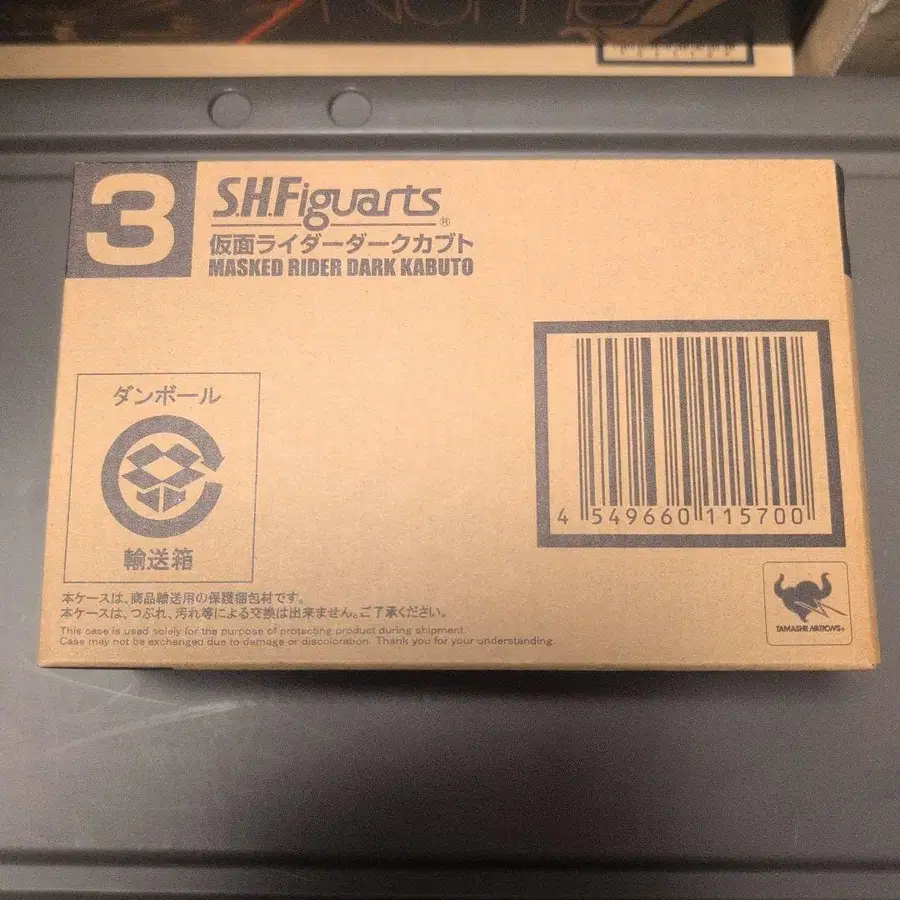 3
S.H.Figuarts®
仮面ライダーダークカブト
MASKED RIDER DARK KABUTO
ダンボール
輸送箱
4 549660 115700
本ケースは、商品輸送用の保護梱包材です。
本ケースは、つぶれ、汚れ等による交換は出来ません。ご了承ください。
This case is used solely for the purpose of protecting product during shipment.
Case may not be exchanged due to damage or discoloration. Thank you for your understanding.
TAMASHII NATIONS